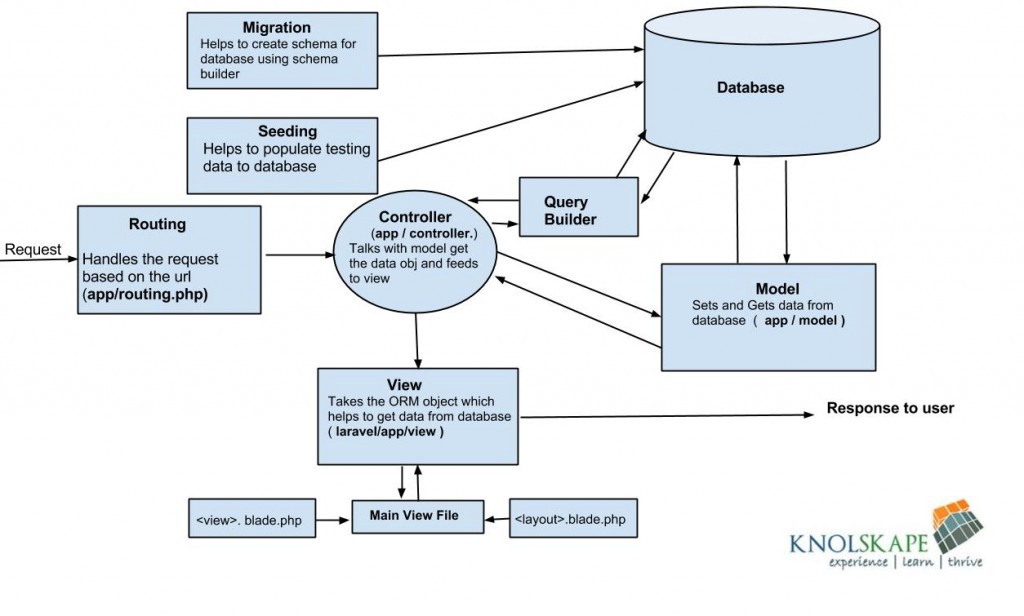 Migration
Helps to create schema for
database using schema
builder
Database
Seeding
Helps to populate testing
data to database
Query
Builder
Routing
Handles the request
based on the url
(app/routing.php)
Request
Controller
(app / controller.)
Talks with model get
the data obj and feeds
to view
Model
Sets and Gets data from
database ( app / model )
View
Takes the ORM object which
helps to get data from database
( laravel/app/view )
Response to user
<view>. blade.php
Main View File
<layout>.blade.php
KNOLSKAPE
experience | learn | thrive